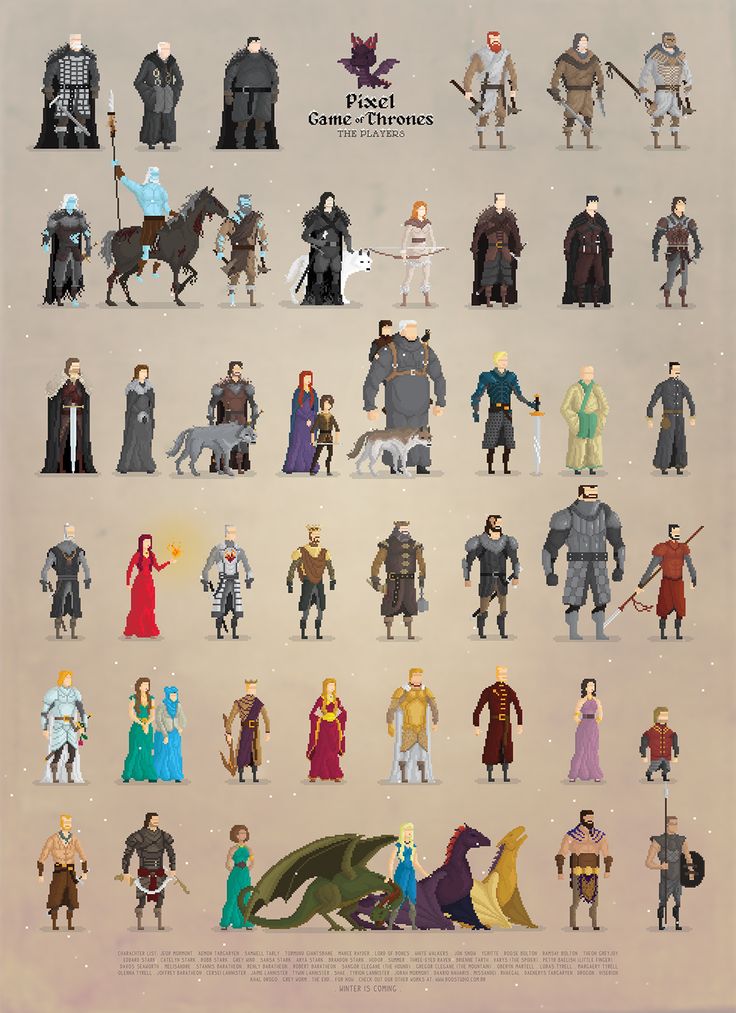 Pixel
Game of Thrones
THE PLAYERS
CHARACHTER LIST: JEOR MORMONT . AEMON TARGARYEN . SAMWELL TARLY . TORMUND GIANTSBANE . MANCE RAYDER . LORD OF BONES . WHITE WALKERS . JON SNOW . YGRITTE . ROOSE BOLTON . RAMSAY BOLTON . THEON GREYJOY
EDDARD STARK . CATELYN STARK . ROBB STARK . GREY WIND . SANSA STARK . ARYA STARK . BRANDON STARK . HODOR . SUMMER . THREE-EYED RAVEN . BRIENNE TARTH . VARYS (THE SPIDER) . PETYR BAELISH (LITTLE FINGER)
DAVOS SEAWORTH . MELISANDRE . STANNIS BARATHEON . RENLY BARATHEON . ROBERT BARATHEON . SANDOR CLEGANE (THE HOUND) . GREGOR CLEGANE (THE MOUNTAIN) . OBERYN MARTELL . LORAS TYRELL . MARGAERY TYRELL
OLENNA TYRELL . JOFFREY BARATHEON . CERSEI LANNISTER . JAIME LANNISTER . TYWIN LANNISTER . SHAE . TYRION LANNISTER . JORAH MORMONT . DAARIO NAHARIS . MISSANDEI . RHAEGAL . DAENERYS TARGARYEN . DROGON . VISERION
KHAL DROGO . GREY WORM . THE END . FOR NOW . CHECK OUT OUR OTHER WORKS AT WWW.DOOSTUDIO.COM.BR
. WINTER IS COMING .